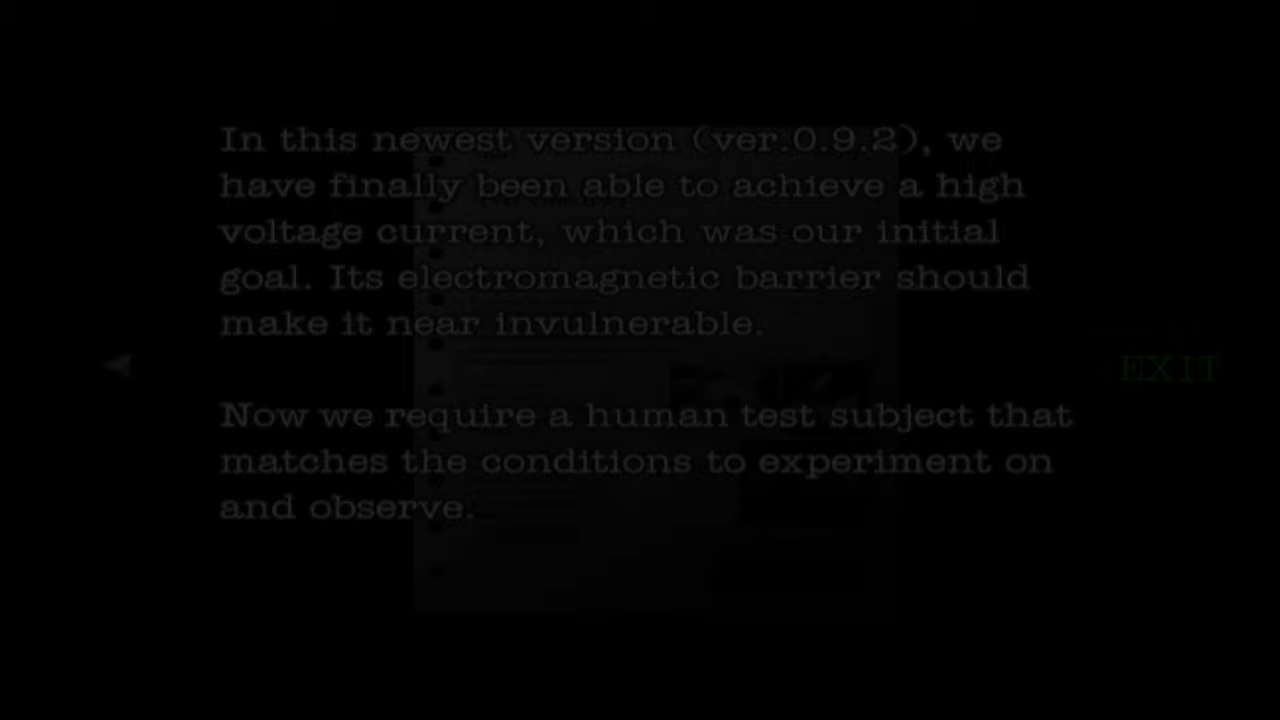 In this newest version (ver.0.9.2), we
have finally been able to achieve a high
voltage current, which was our initial
goal. Its electromagnetic barrier should
make it near invulnerable.
EXIT
Now we require a human test subject that
matches the conditions to experiment on
and observe.